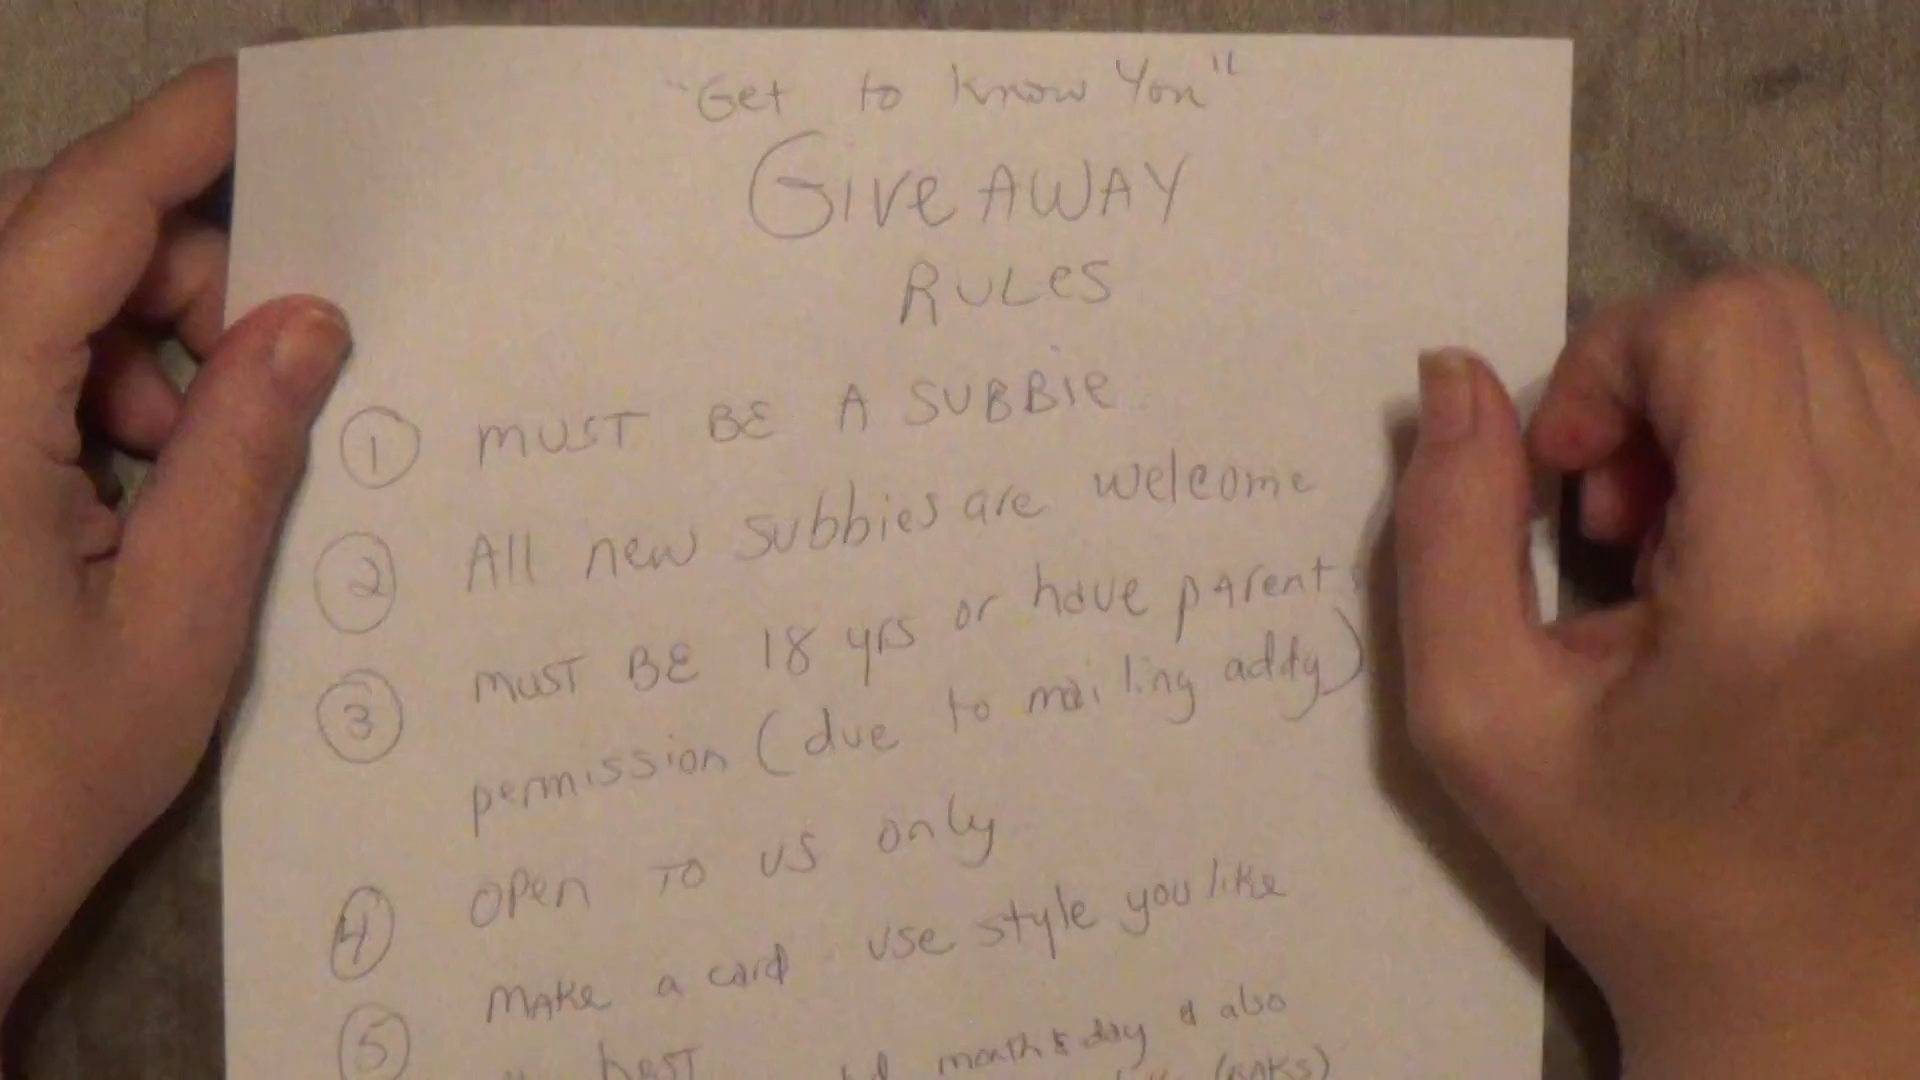 "Get to know You"
GIVEAWAY
RULES
① MUST BE A SUBBIE
② All new subbies are welcome
③ MUST BE 18 yrs or have parent
permission (due to mailing addy)
④ OPEN TO US only
⑤ MAKE a card - use style you like
best month & day & also
(RAKS)